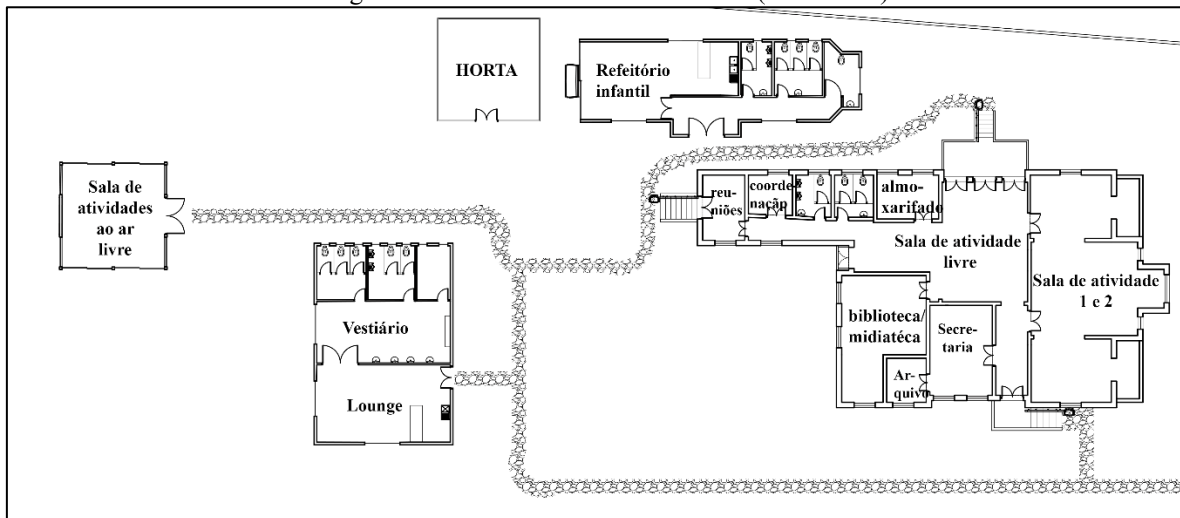 HORTA
Refeitório
infantil
Sala de
atividades
ao ar
livre
reu-
niões
coorde-
nação
almo-
xarifado
Sala de atividade
livre
Sala de atividade
1 e 2
biblioteca/
midiatéca
Secre-
taria
Ar-
quivo
Vestiário
Lounge